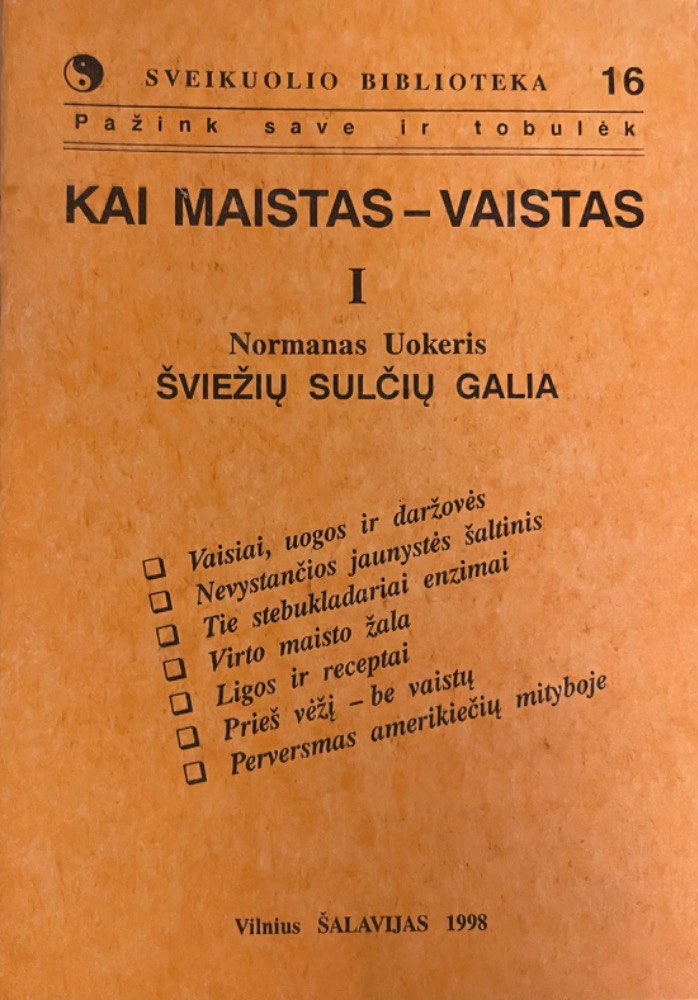 SVEIKUOLIO BIBLIOTEKA 16
Pažink save ir tobulėk
KAI MAISTAS – VAISTAS
I
Normanas Uokeris
ŠVIEŽIŲ SULČIŲ GALIA
❏ Vaisiai, uogos ir daržovės
❏ Nevystančios jaunystės šaltinis
❏ Tie stebukladariai enzimai
❏ Virto maisto žala
❏ Ligos ir receptai
❏ Prieš vėžį – be vaistų
❏ Perversmas amerikiečių mityboje
Vilnius ŠALAVIJAS 1998